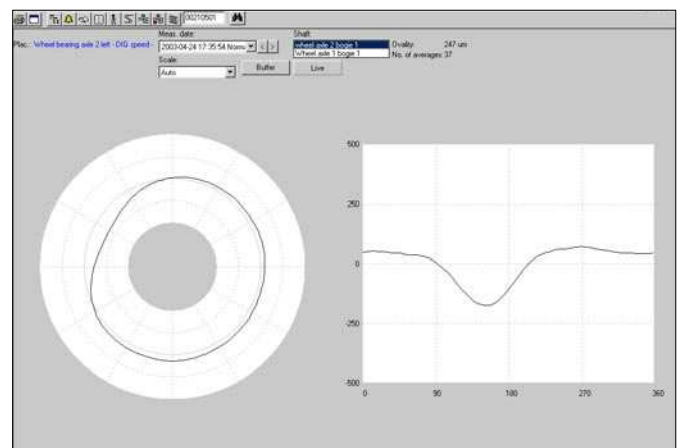 00210501
Meas. date:
Shaft:
Plac.: Wheel bearing axle 2 left - DIG speed -
2003-04-24 17:35:54 Norma
< >
wheel axle 2 bogie 1
Wheel axle 1 bogie 1
Ovality: 247 um
No. of averages: 37
Scale:
Auto
Buffer
Live
500
250
0
-250
-500
0 90 180 270 360